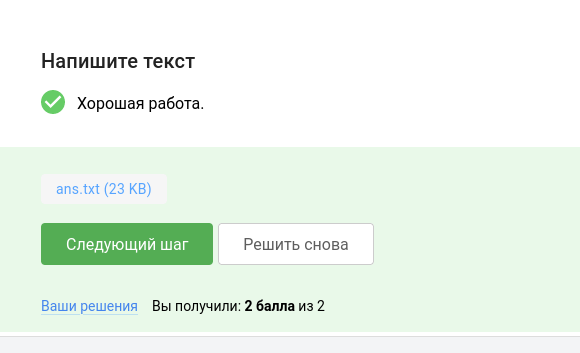 Напишите текст
Хорошая работа.
ans.txt (23 KB)
Следующий шаг Решить снова
Ваши решения Вы получили: 2 балла из 2